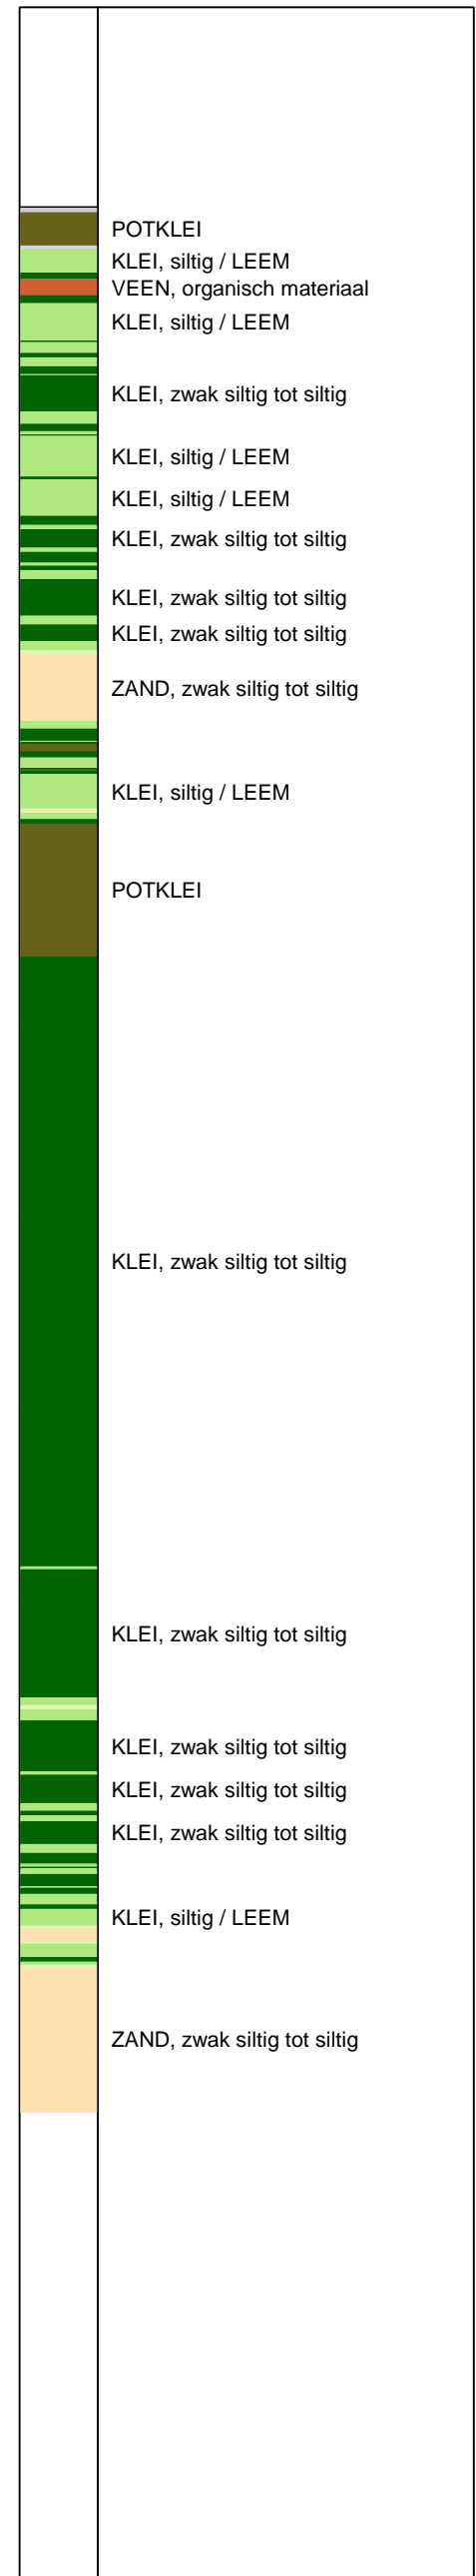 POTKLEI
KLEI, siltig / LEEM
VEEN, organisch materiaal
KLEI, siltig / LEEM
KLEI, zwak siltig tot siltig
KLEI, siltig / LEEM
KLEI, siltig / LEEM
KLEI, zwak siltig tot siltig
KLEI, zwak siltig tot siltig
KLEI, zwak siltig tot siltig
ZAND, zwak siltig tot siltig
KLEI, siltig / LEEM
POTKLEI
KLEI, zwak siltig tot siltig
KLEI, zwak siltig tot siltig
KLEI, zwak siltig tot siltig
KLEI, zwak siltig tot siltig
KLEI, zwak siltig tot siltig
KLEI, siltig / LEEM
ZAND, zwak siltig tot siltig